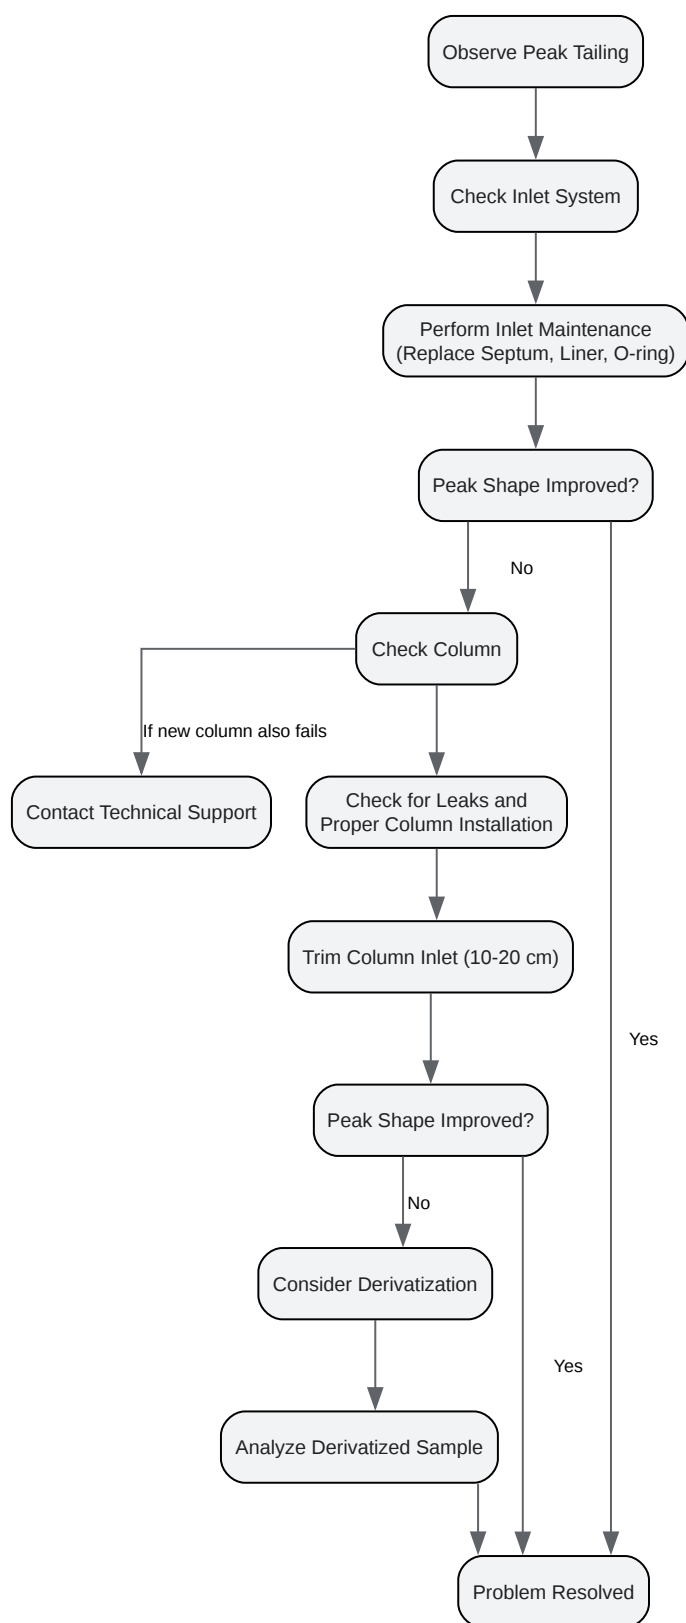 Observe Peak Tailing
Check Inlet System
Perform Inlet Maintenance
(Replace Septum, Liner, O-ring)
Peak Shape Improved?
No
Check Column
If new column also fails
Contact Technical Support
Check for Leaks and
Proper Column Installation
Trim Column Inlet (10-20 cm)
Yes
Peak Shape Improved?
No
Consider Derivatization
Yes
Analyze Derivatized Sample
Problem Resolved